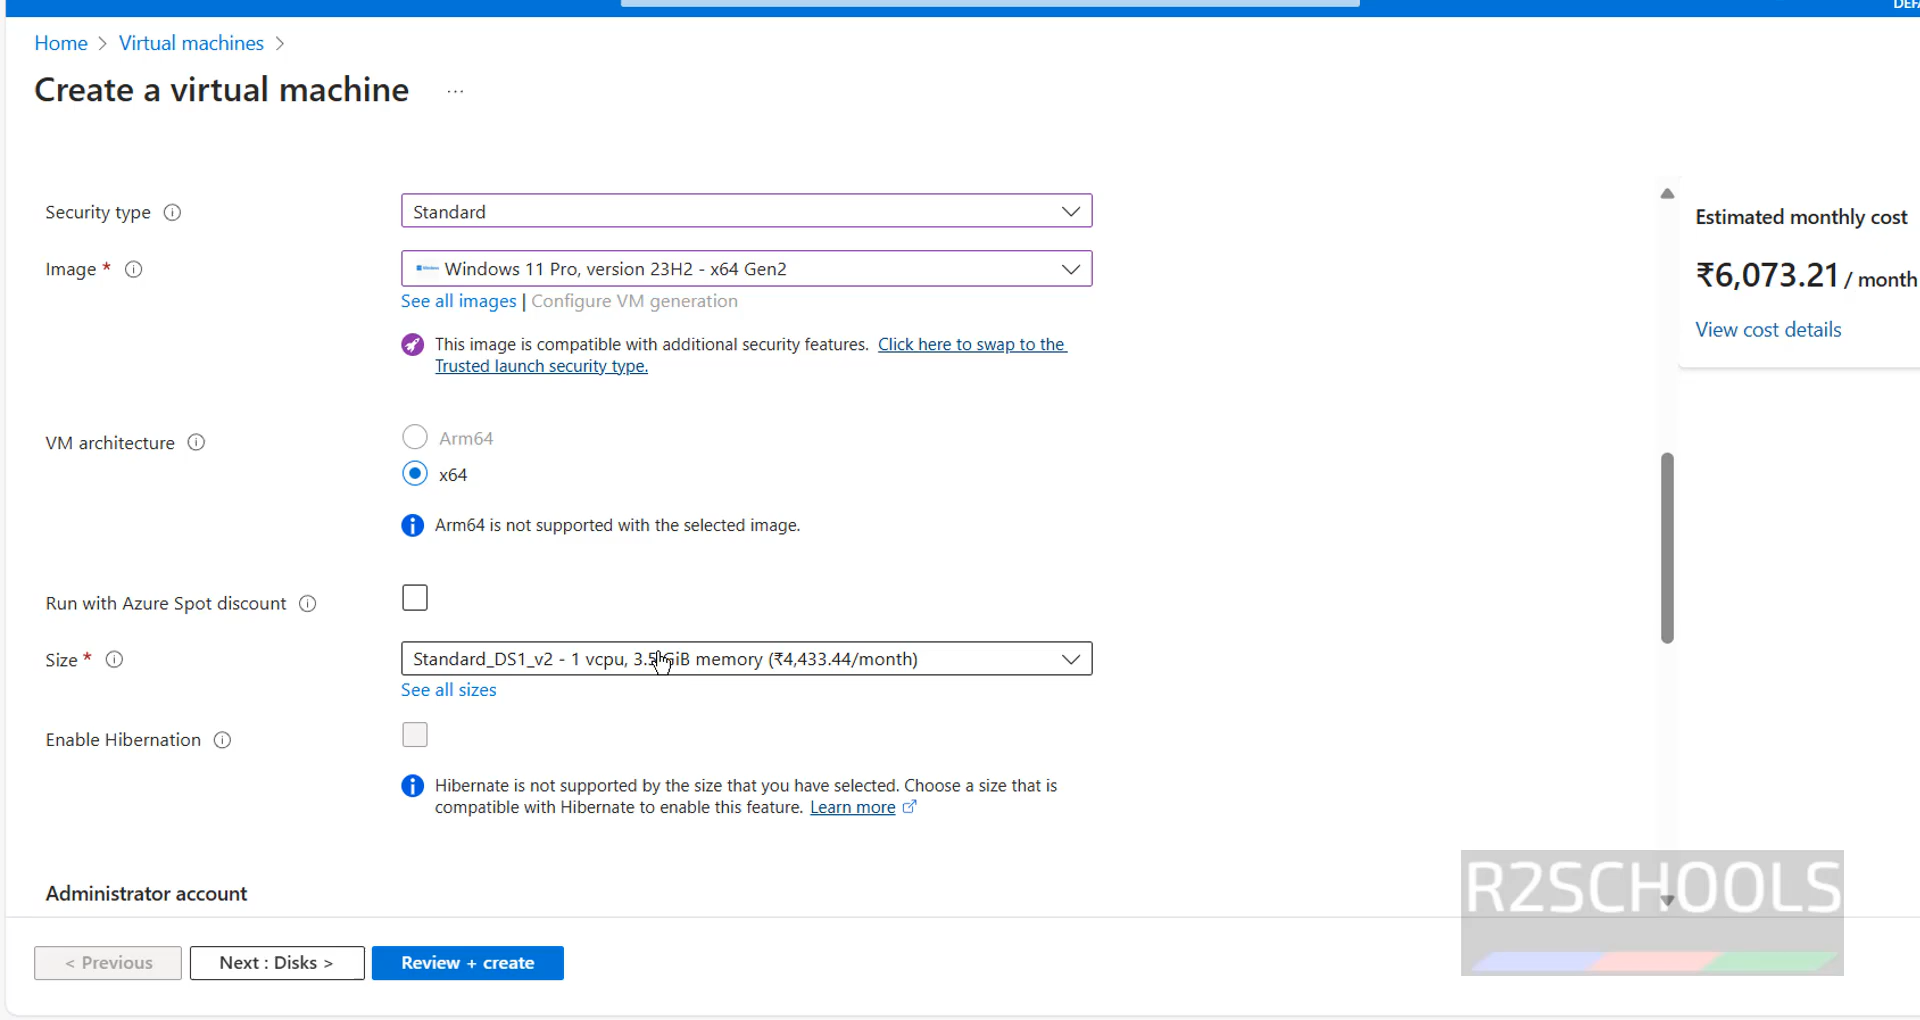 Home > Virtual machines >
Create a virtual machine ...
Security type
Standard
Image *
Windows 11 Pro, version 23H2 - x64 Gen2
See all images | Configure VM generation
This image is compatible with additional security features. Click here to swap to the
Trusted launch security type.
VM architecture
Arm64
x64
Arm64 is not supported with the selected image.
Run with Azure Spot discount
Size *
Standard_DS1_v2 - 1 vcpu, 3.5 GiB memory (₹4,433.44/month)
See all sizes
Enable Hibernation
Hibernate is not supported by the size that you have selected. Choose a size that is
compatible with Hibernate to enable this feature. Learn more
Administrator account
< Previous
Next : Disks >
Review + create
Estimated monthly cost
₹6,073.21 / month
View cost details
R2SCHOOLS